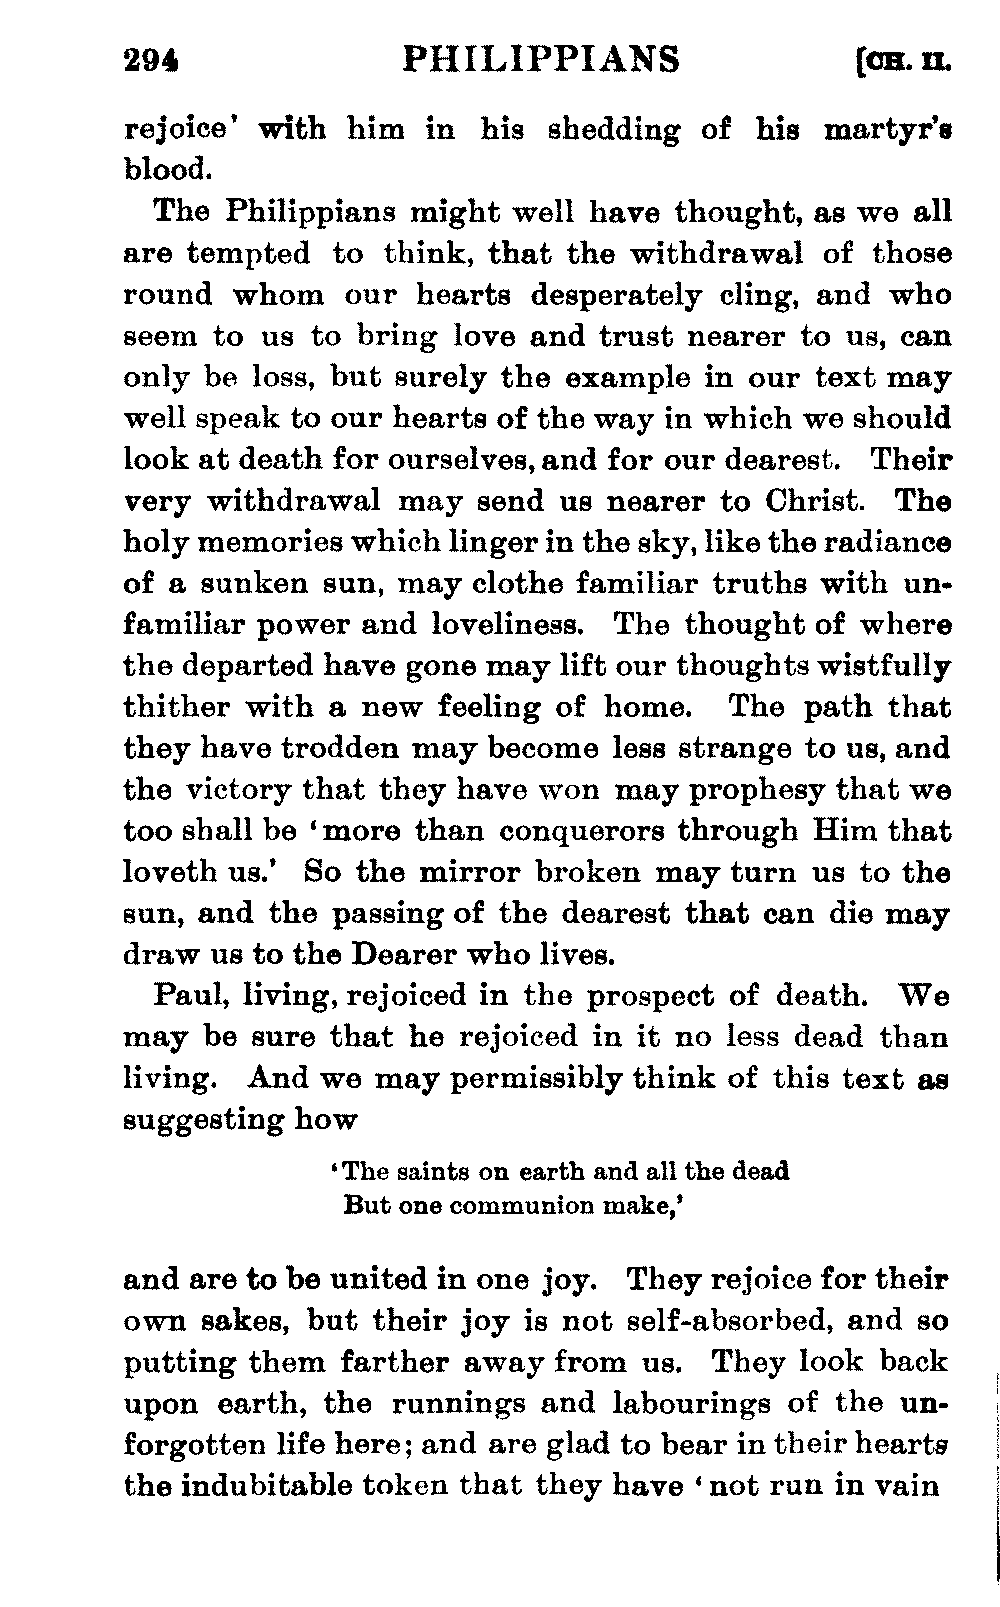 294 PHILIPPIANS [CH. II.
rejoice' with him in his shedding of his martyr's
blood.
The Philippians might well have thought, as we all
are tempted to think, that the withdrawal of those
round whom our hearts desperately cling, and who
seem to us to bring love and trust nearer to us, can
only be loss, but surely the example in our text may
well speak to our hearts of the way in which we should
look at death for ourselves, and for our dearest. Their
very withdrawal may send us nearer to Christ. The
holy memories which linger in the sky, like the radiance
of a sunken sun, may clothe familiar truths with un-
familiar power and loveliness. The thought of where
the departed have gone may lift our thoughts wistfully
thither with a new feeling of home. The path that
they have trodden may become less strange to us, and
the victory that they have won may prophesy that we
too shall be 'more than conquerors through Him that
loveth us.' So the mirror broken may turn us to the
sun, and the passing of the dearest that can die may
draw us to the Dearer who lives.
Paul, living, rejoiced in the prospect of death. We
may be sure that he rejoiced in it no less dead than
living. And we may permissibly think of this text as
suggesting how
'The saints on earth and all the dead
But one communion make,'
and are to be united in one joy. They rejoice for their
own sakes, but their joy is not self-absorbed, and so
putting them farther away from us. They look back
upon earth, the runnings and labourings of the un-
forgotten life here; and are glad to bear in their hearts
the indubitable token that they have 'not run in vain